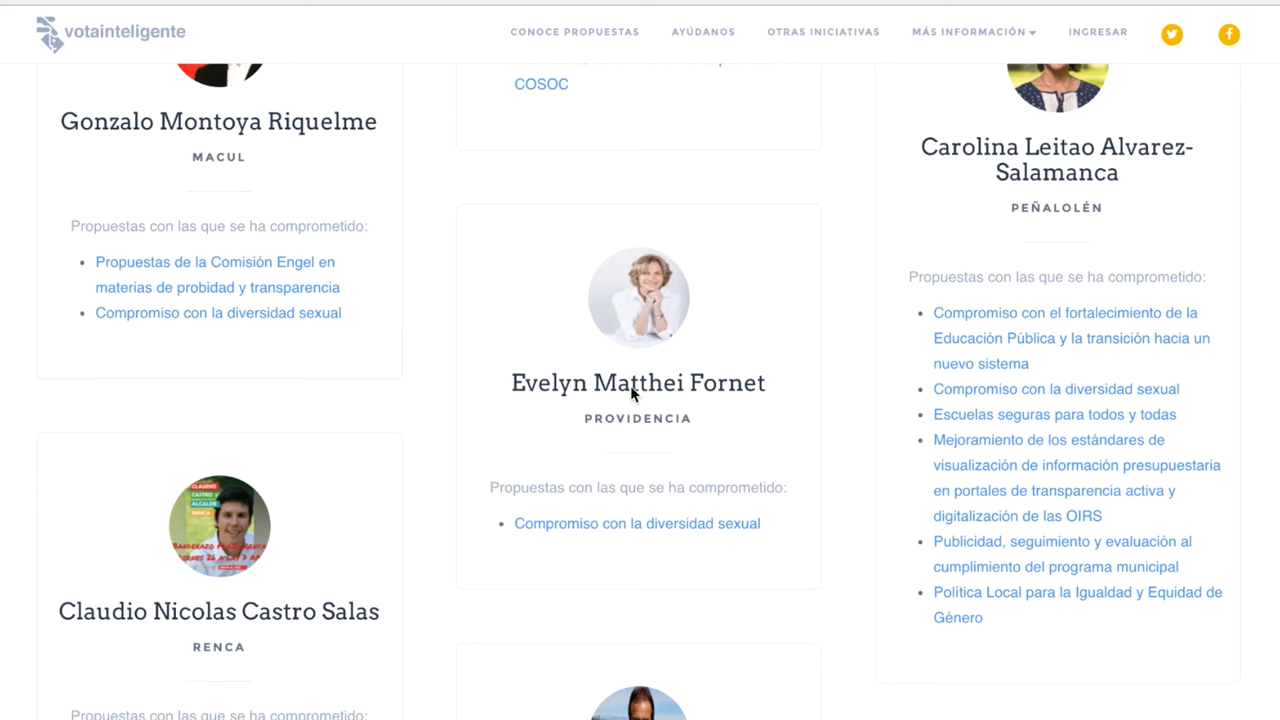 votainteligente
CONOCE PROPUESTAS
AYÚDANOS
OTRAS INICIATIVAS
MÁS INFORMACIÓN
INGRESAR
Gonzalo Montoya Riquelme
MACUL
Propuestas con las que se ha comprometido:
Propuestas de la Comisión Engel en
materias de probidad y transparencia
Compromiso con la diversidad sexual
Claudio Nicolas Castro Salas
RENCA
Propuestas con las que se ha comprometido:
COSOC
Evelyn Matthei Fornet
PROVIDENCIA
Propuestas con las que se ha comprometido:
Compromiso con la diversidad sexual
Carolina Leitao Alvarez-
Salamanca
PEÑALOLÉN
Propuestas con las que se ha comprometido:
Compromiso con el fortalecimiento de la
Educación Pública y la transición hacia un
nuevo sistema
Compromiso con la diversidad sexual
Escuelas seguras para todos y todas
Mejoramiento de los estándares de
visualización de información presupuestaria
en portales de transparencia activa y
digitalización de las OIRS
Publicidad, seguimiento y evaluación al
cumplimiento del programa municipal
Política Local para la Igualdad y Equidad de
Género